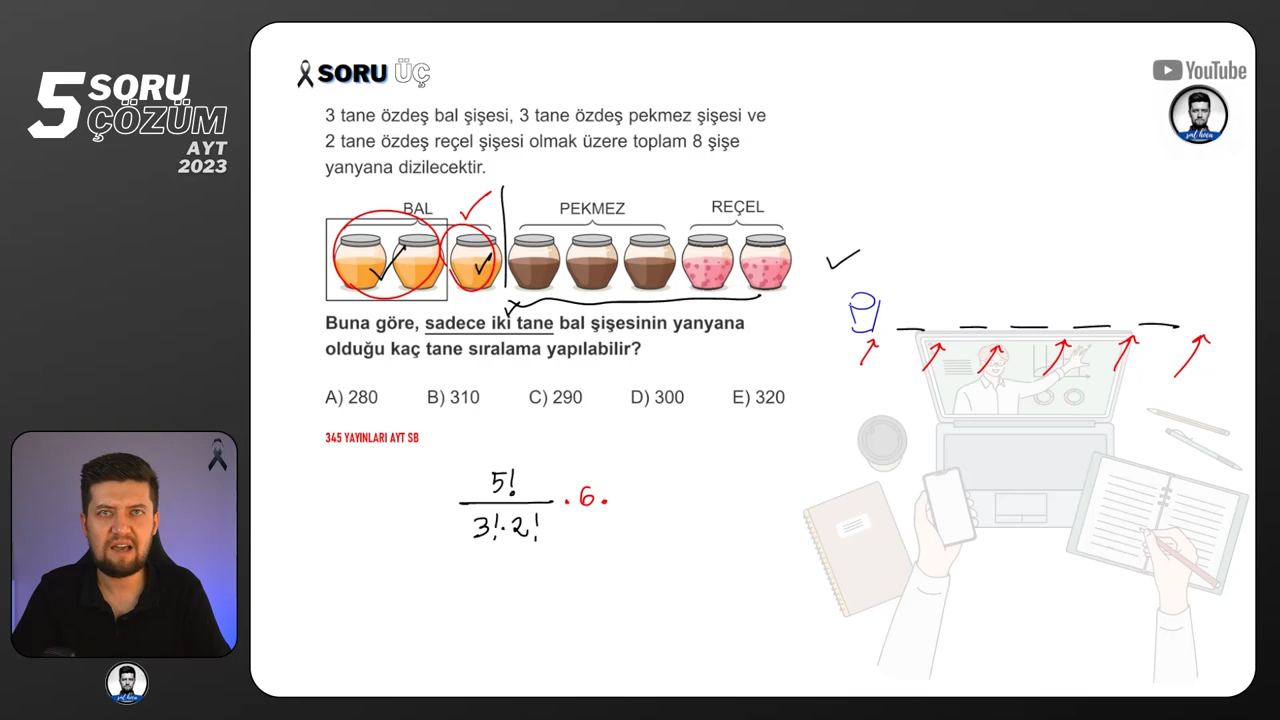 5 SORU
ÇÖZÜM
AYT
2023
SORU ÜÇ
YouTube
3 tane özdeş bal şişesi, 3 tane özdeş pekmez şişesi ve
2 tane özdeş reçel şişesi olmak üzere toplam 8 şişe
yanyana dizilecektir.
BAL PEKMEZ REÇEL
Buna göre, sadece iki tane bal şişesinin yanyana
olduğu kaç tane sıralama yapılabilir?
A) 280 B) 310 C) 290 D) 300 E) 320
345 YAYINLARI AYT SB
5!
. 6 .
3! . 2!